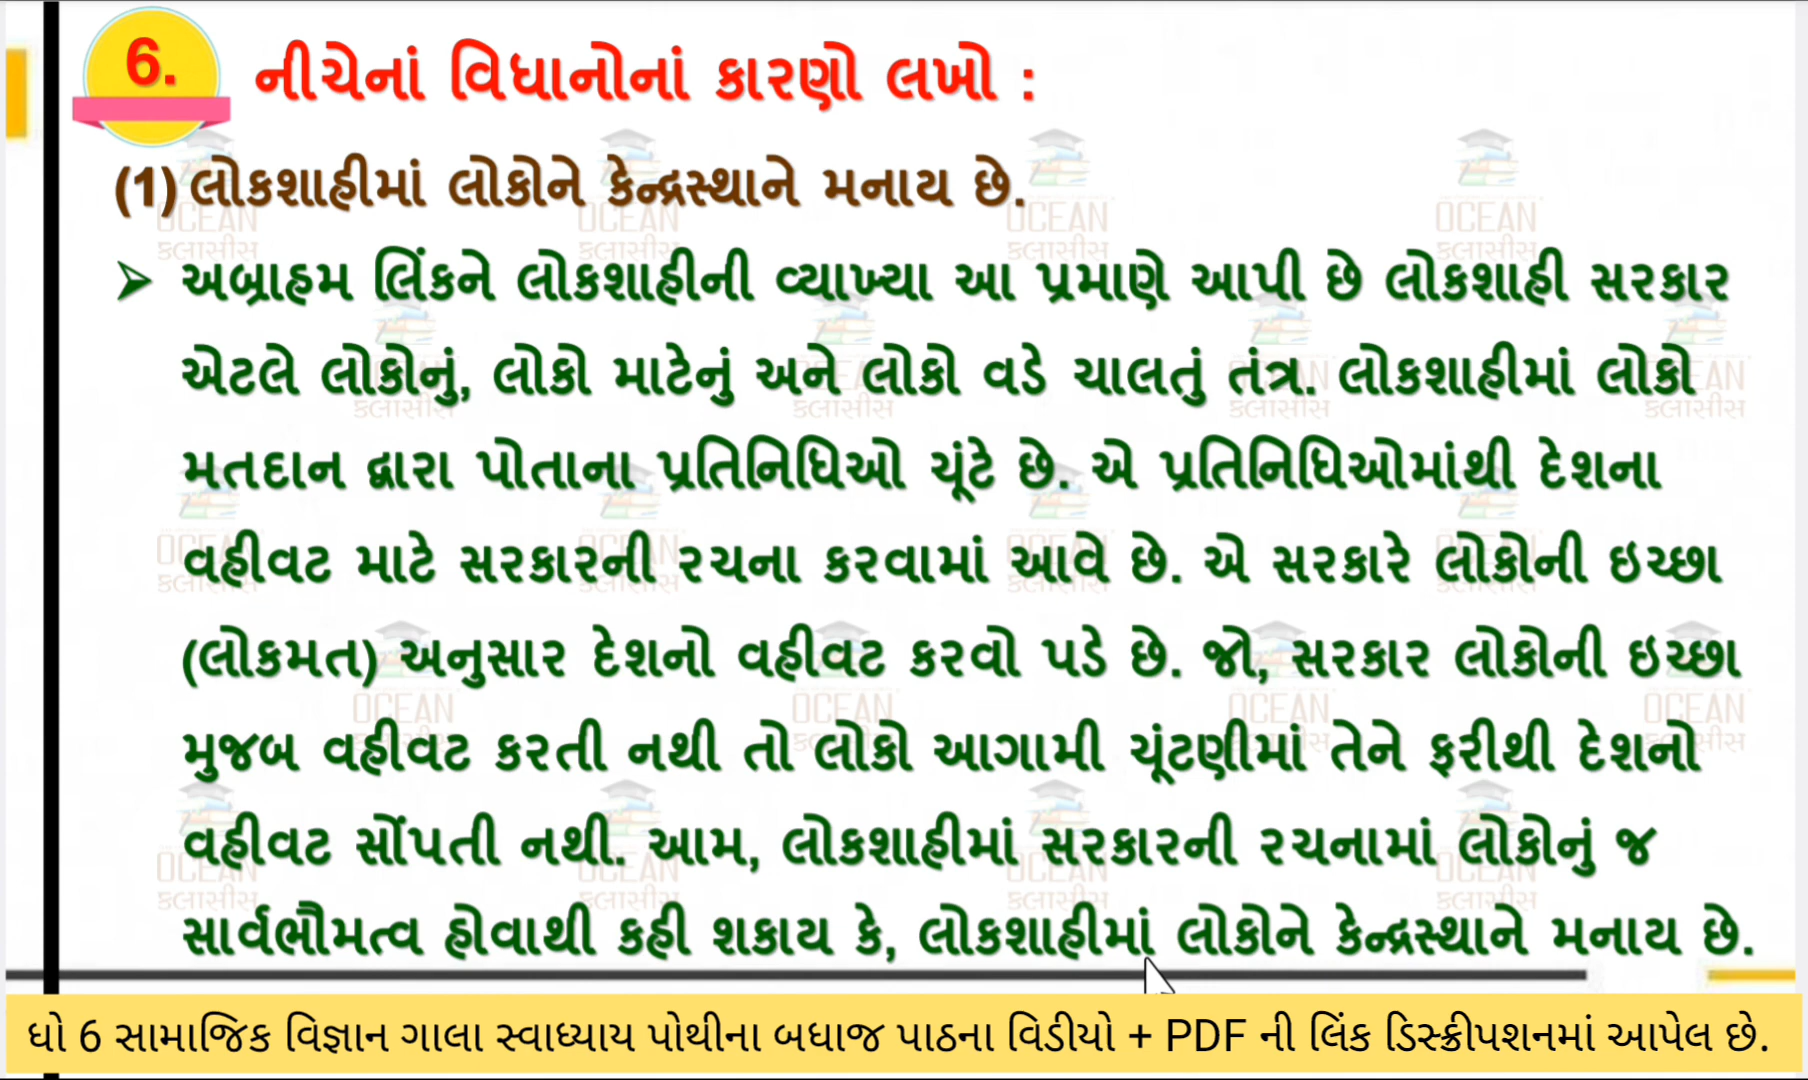 6. નીચેનાં વિધાનોનાં કારણો લખો :
(1) લોકશાહીમાં લોકોને કેન્દ્રસ્થાને મનાય છે.
➢ અબ્રાહમ લિંકને લોકશાહીની વ્યાખ્યા આ પ્રમાણે આપી છે લોકશાહી સરકાર
એટલે લોકોનું, લોકો માટેનું અને લોકો વડે ચાલતું તંત્ર. લોકશાહીમાં લોકો
મતદાન દ્વારા પોતાના પ્રતિનિધિઓ ચૂંટે છે. એ પ્રતિનિધિઓમાંથી દેશના
વહીવટ માટે સરકારની રચના કરવામાં આવે છે. એ સરકારે લોકોની ઇચ્છા
(લોકમત) અનુસાર દેશનો વહીવટ કરવો પડે છે. જો, સરકાર લોકોની ઇચ્છા
મુજબ વહીવટ કરતી નથી તો લોકો આગામી ચૂંટણીમાં તેને ફરીથી દેશનો
વહીવટ સોંપતી નથી. આમ, લોકશાહીમાં સરકારની રચનામાં લોકોનું જ
સાર્વભૌમત્વ હોવાથી કહી શકાય કે, લોકશાહીમાં લોકોને કેન્દ્રસ્થાને મનાય છે.
ધો 6 સામાજિક વિજ્ઞાન ગાલા સ્વાધ્યાય પોથીના બધાજ પાઠના વિડીયો + PDF ની લિંક ડિસ્ક્રીપશનમાં આપેલ છે.
OCEAN
ક્લાસીસ